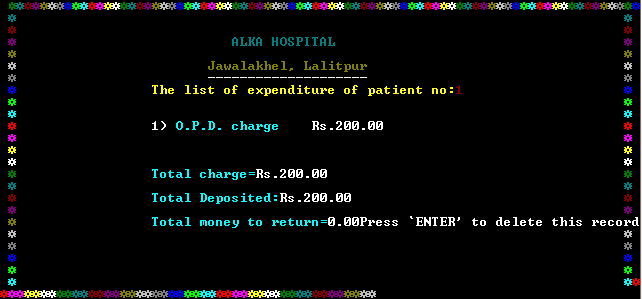 ALKA HOSPITAL
Jawalakhel, Lalitpur
The list of expenditure of patient no:1
1) O.P.D. charge    Rs.200.00
Total charge=Rs.200.00
Total Deposited:Rs.200.00
Total money to return=0.00Press `ENTER' to delete this record